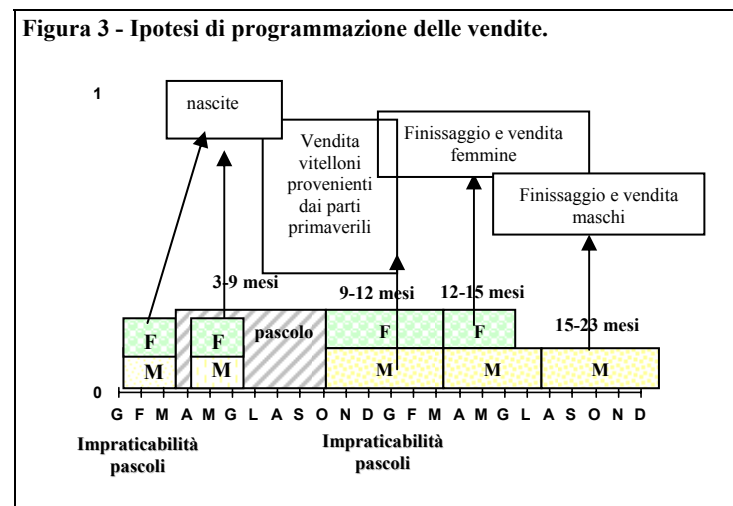 Figura 3 - Ipotesi di programmazione delle vendite.
1
nascite
Vendita
vitelloni
provenienti
dai parti
primaverili
Finissaggio e vendita
femmine
Finissaggio e vendita
maschi
3-9 mesi
9-12 mesi
12-15 mesi
15-23 mesi
F
F
pascolo
F
F
M
M
M
M
M
0
G F M A M G L A S O N D G F M A M G L A S O N D
Impraticabilità
pascoli
Impraticabilità
pascoli